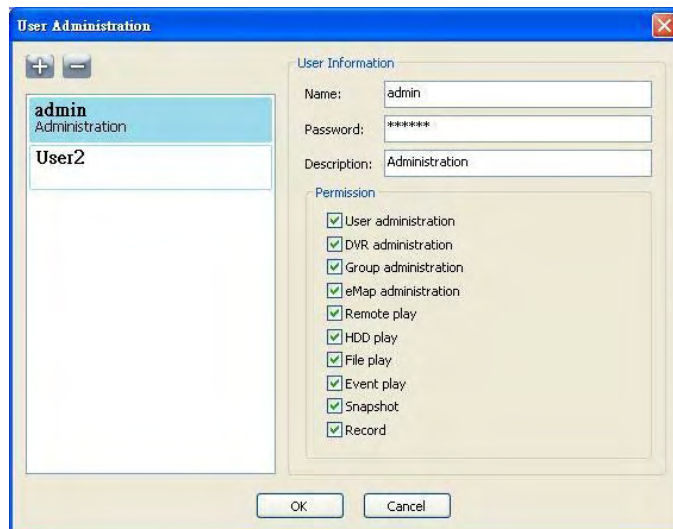 User Administration
User Information
admin
Administration
User2
Name: admin
Password: ******
Description: Administration
Permission
User administration
DVR administration
Group administration
eMap administration
Remote play
HDD play
File play
Event play
Snapshot
Record
OK Cancel